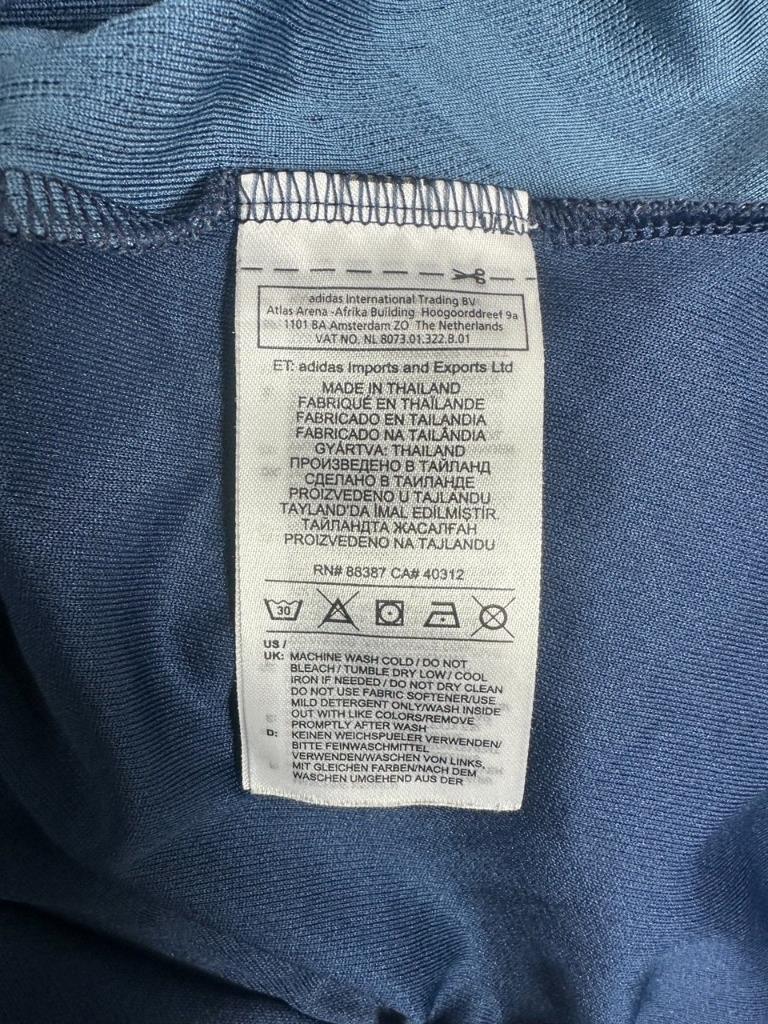 adidas International Trading BV
Atlas Arena -Afrika Building Hoogoorddreef 9a
1101 BA Amsterdam ZO The Netherlands
VAT NO. NL 8073.01.322.B.01
ET: adidas Imports and Exports Ltd
MADE IN THAILAND
FABRIQUÉ EN THAÏLANDE
FABRICADO EN TAILANDIA
FABRICADO NA TAILÂNDIA
GYÁRTVA: THAILAND
ПРОИЗВЕДЕНО В ТАЙЛАНД
СДЕЛАНО В ТАИЛАНДЕ
PROIZVEDENO U TAJLANDU
TAYLAND'DA İMAL EDİLMİŞTİR.
ТАЙЛАНДТА ЖАСАЛҒАН
PROIZVEDENO NA TAJLANDU
RN# 88387 CA# 40312
30
US /
UK: MACHINE WASH COLD / DO NOT
BLEACH / TUMBLE DRY LOW / COOL
IRON IF NEEDED / DO NOT DRY CLEAN
DO NOT USE FABRIC SOFTENER/USE
MILD DETERGENT ONLY/WASH INSIDE
OUT WITH LIKE COLORS/REMOVE
PROMPTLY AFTER WASH
D: KEINEN WEICHSPUELER VERWENDEN/
BITTE FEINWASCHMITTEL
VERWENDEN/WASCHEN VON LINKS,
MIT GLEICHEN FARBEN/NACH DEM
WASCHEN UMGEHEND AUS DER